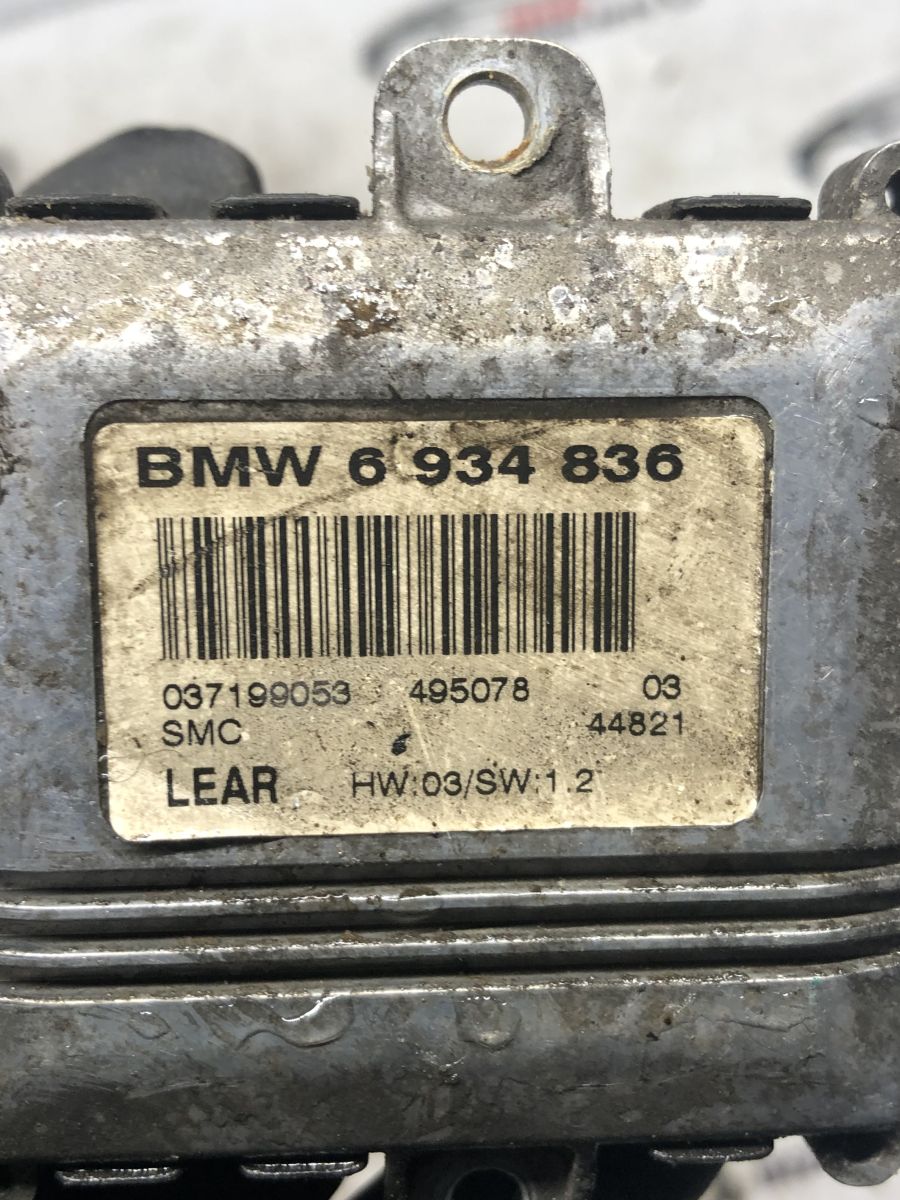 BMW 6 934 836
037199053 495078 03
SMC 44821
LEAR HW:03/SW:1.2